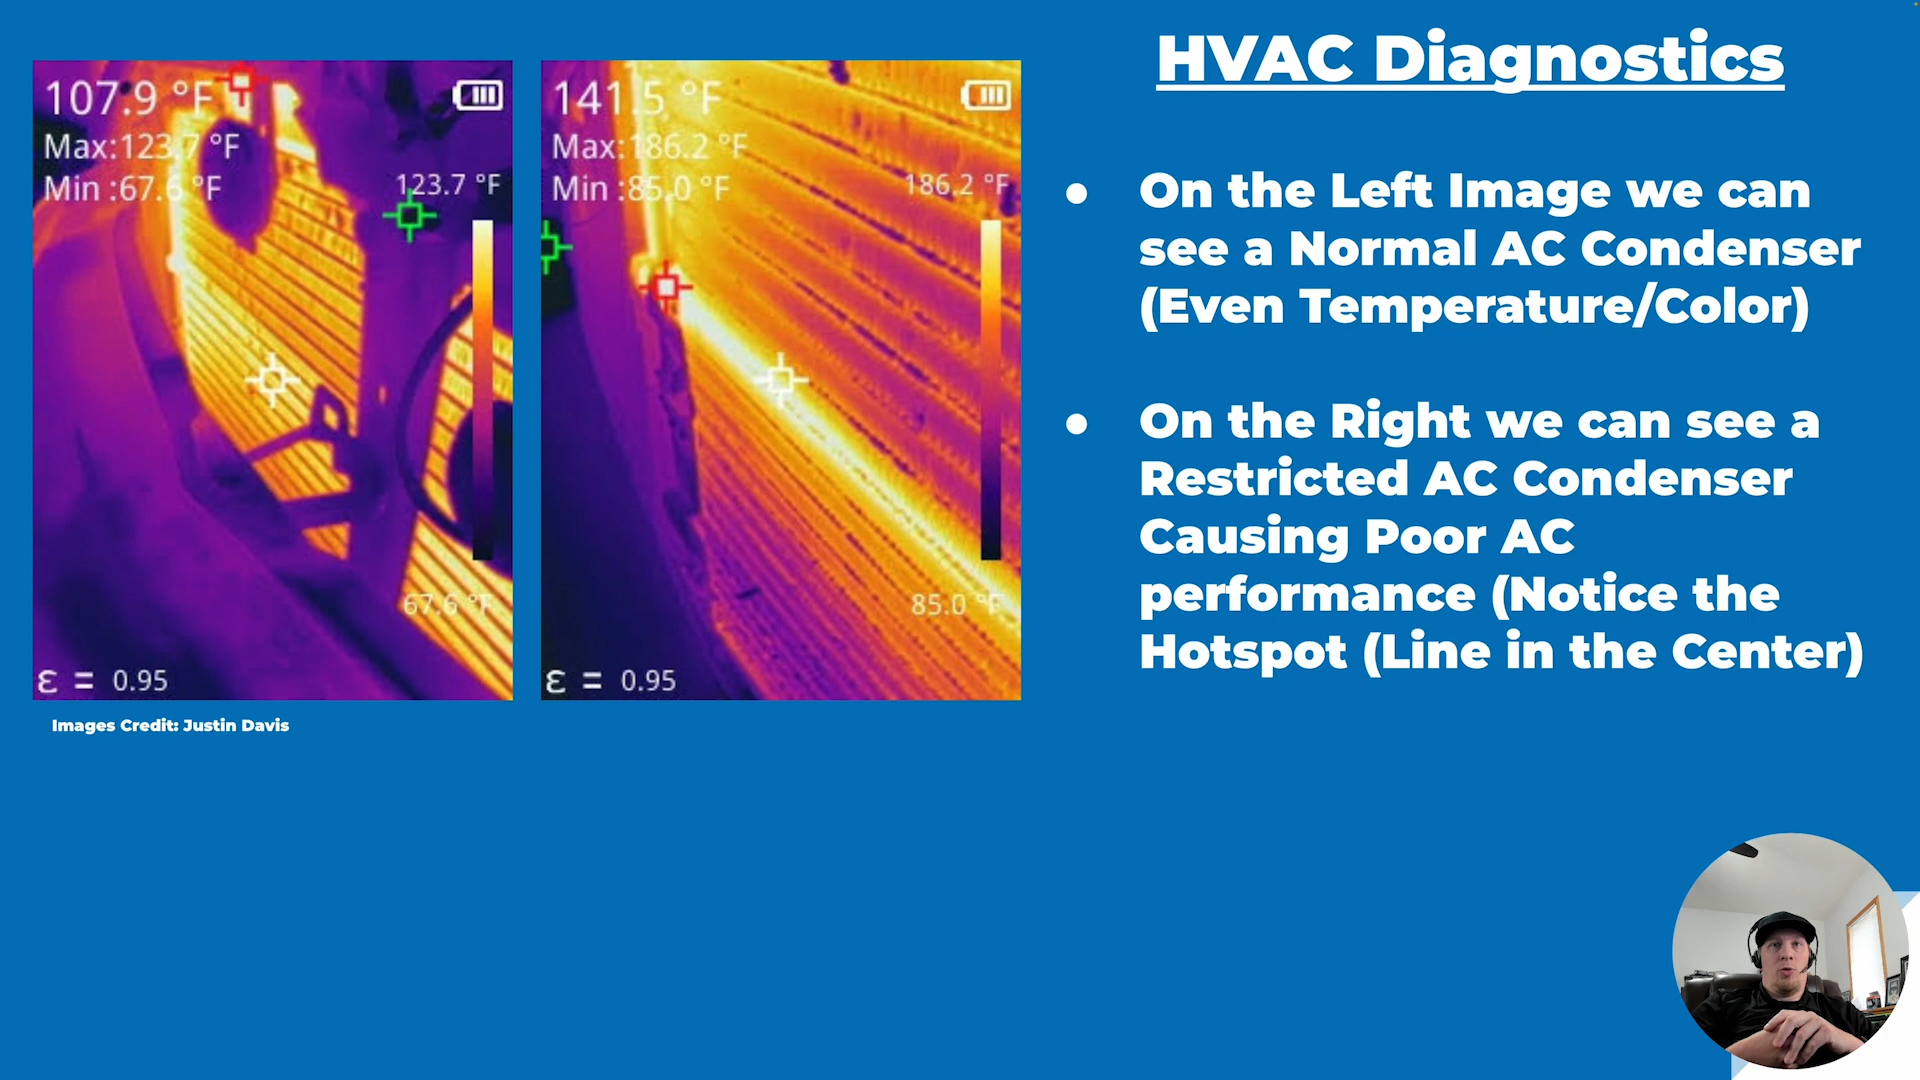 HVAC Diagnostics
107.9 °F
Max:123.7 °F
Min :67.6 °F
123.7 °F
67.6 °F
ε = 0.95
141.5 °F
Max:186.2 °F
Min :85.0 °F
186.2 °F
85.0 °F
ε = 0.95
Images Credit: Justin Davis
● On the Left Image we can
see a Normal AC Condenser
(Even Temperature/Color)
● On the Right we can see a
Restricted AC Condenser
Causing Poor AC
performance (Notice the
Hotspot (Line in the Center)